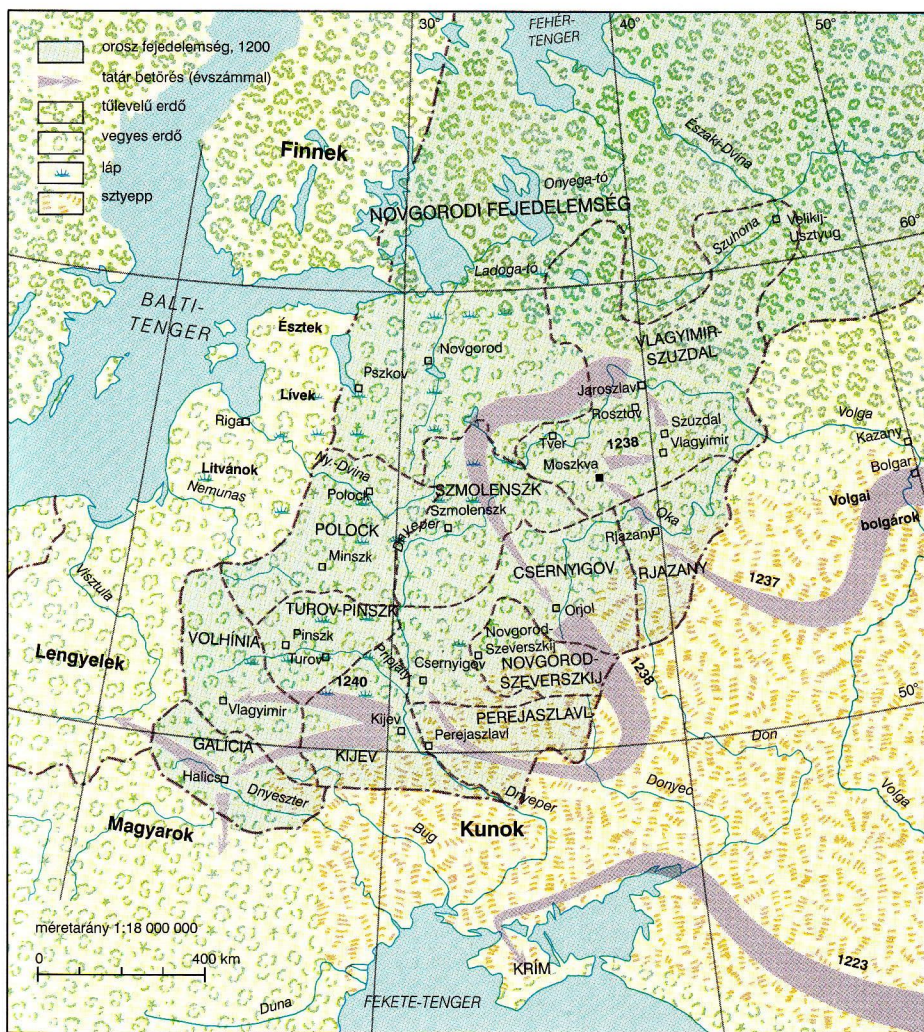 30°
FEHÉR-
TENGER
40°
50°
orosz fejedelemség, 1200
tatár betörés (évszámmal)
tűlevelű erdő
vegyes erdő
láp
sztyepp
Finnek
Északi-Dvina
Onyega-tó
NOVGORODI FEJEDELEMSÉG
Szuhona
Velikij-
Usztyug
60°
Ladoga-tó
BALTI-
TENGER
Észtek
Novgorod
Pszkov
VLAGYIMIR-
SZUZDAL
Jaroszlav
Rosztov
Lívek
Riga
Tver
1238
Szuzdal
Vlagyimir
Volga
Kazany
Bolgar
Moszkva
Litvánok
Nemunas
Ny.-Dvina
Polock
SZMOLENSZK
Szmolenszk
Volgai
bolgárok
Oka
POLOCK
Dnyeper
Rjazany
Minszk
CSERNYIGOV
RJAZANY
1237
Visztula
TUROV-PINSZK
Orjol
VOLHÍNIA
Pinszk
Turov
Pripjaty
Novgorod-
Szeverszkij
Csernyigov
NOVGOROD-
SZEVERSZKIJ
1238
Lengyelek
1240
Vlagyimir
Kijev
PEREJASZLAVL
Perejaszlavl
50°
Don
GALÍCIA
KIJEV
Halics
Dnyeszter
Dnyeper
Donyec
Volga
Magyarok
Bug
Kunok
méretarány 1:18 000 000
0
400 km
KRÍM
1223
Duna
FEKETE-TENGER